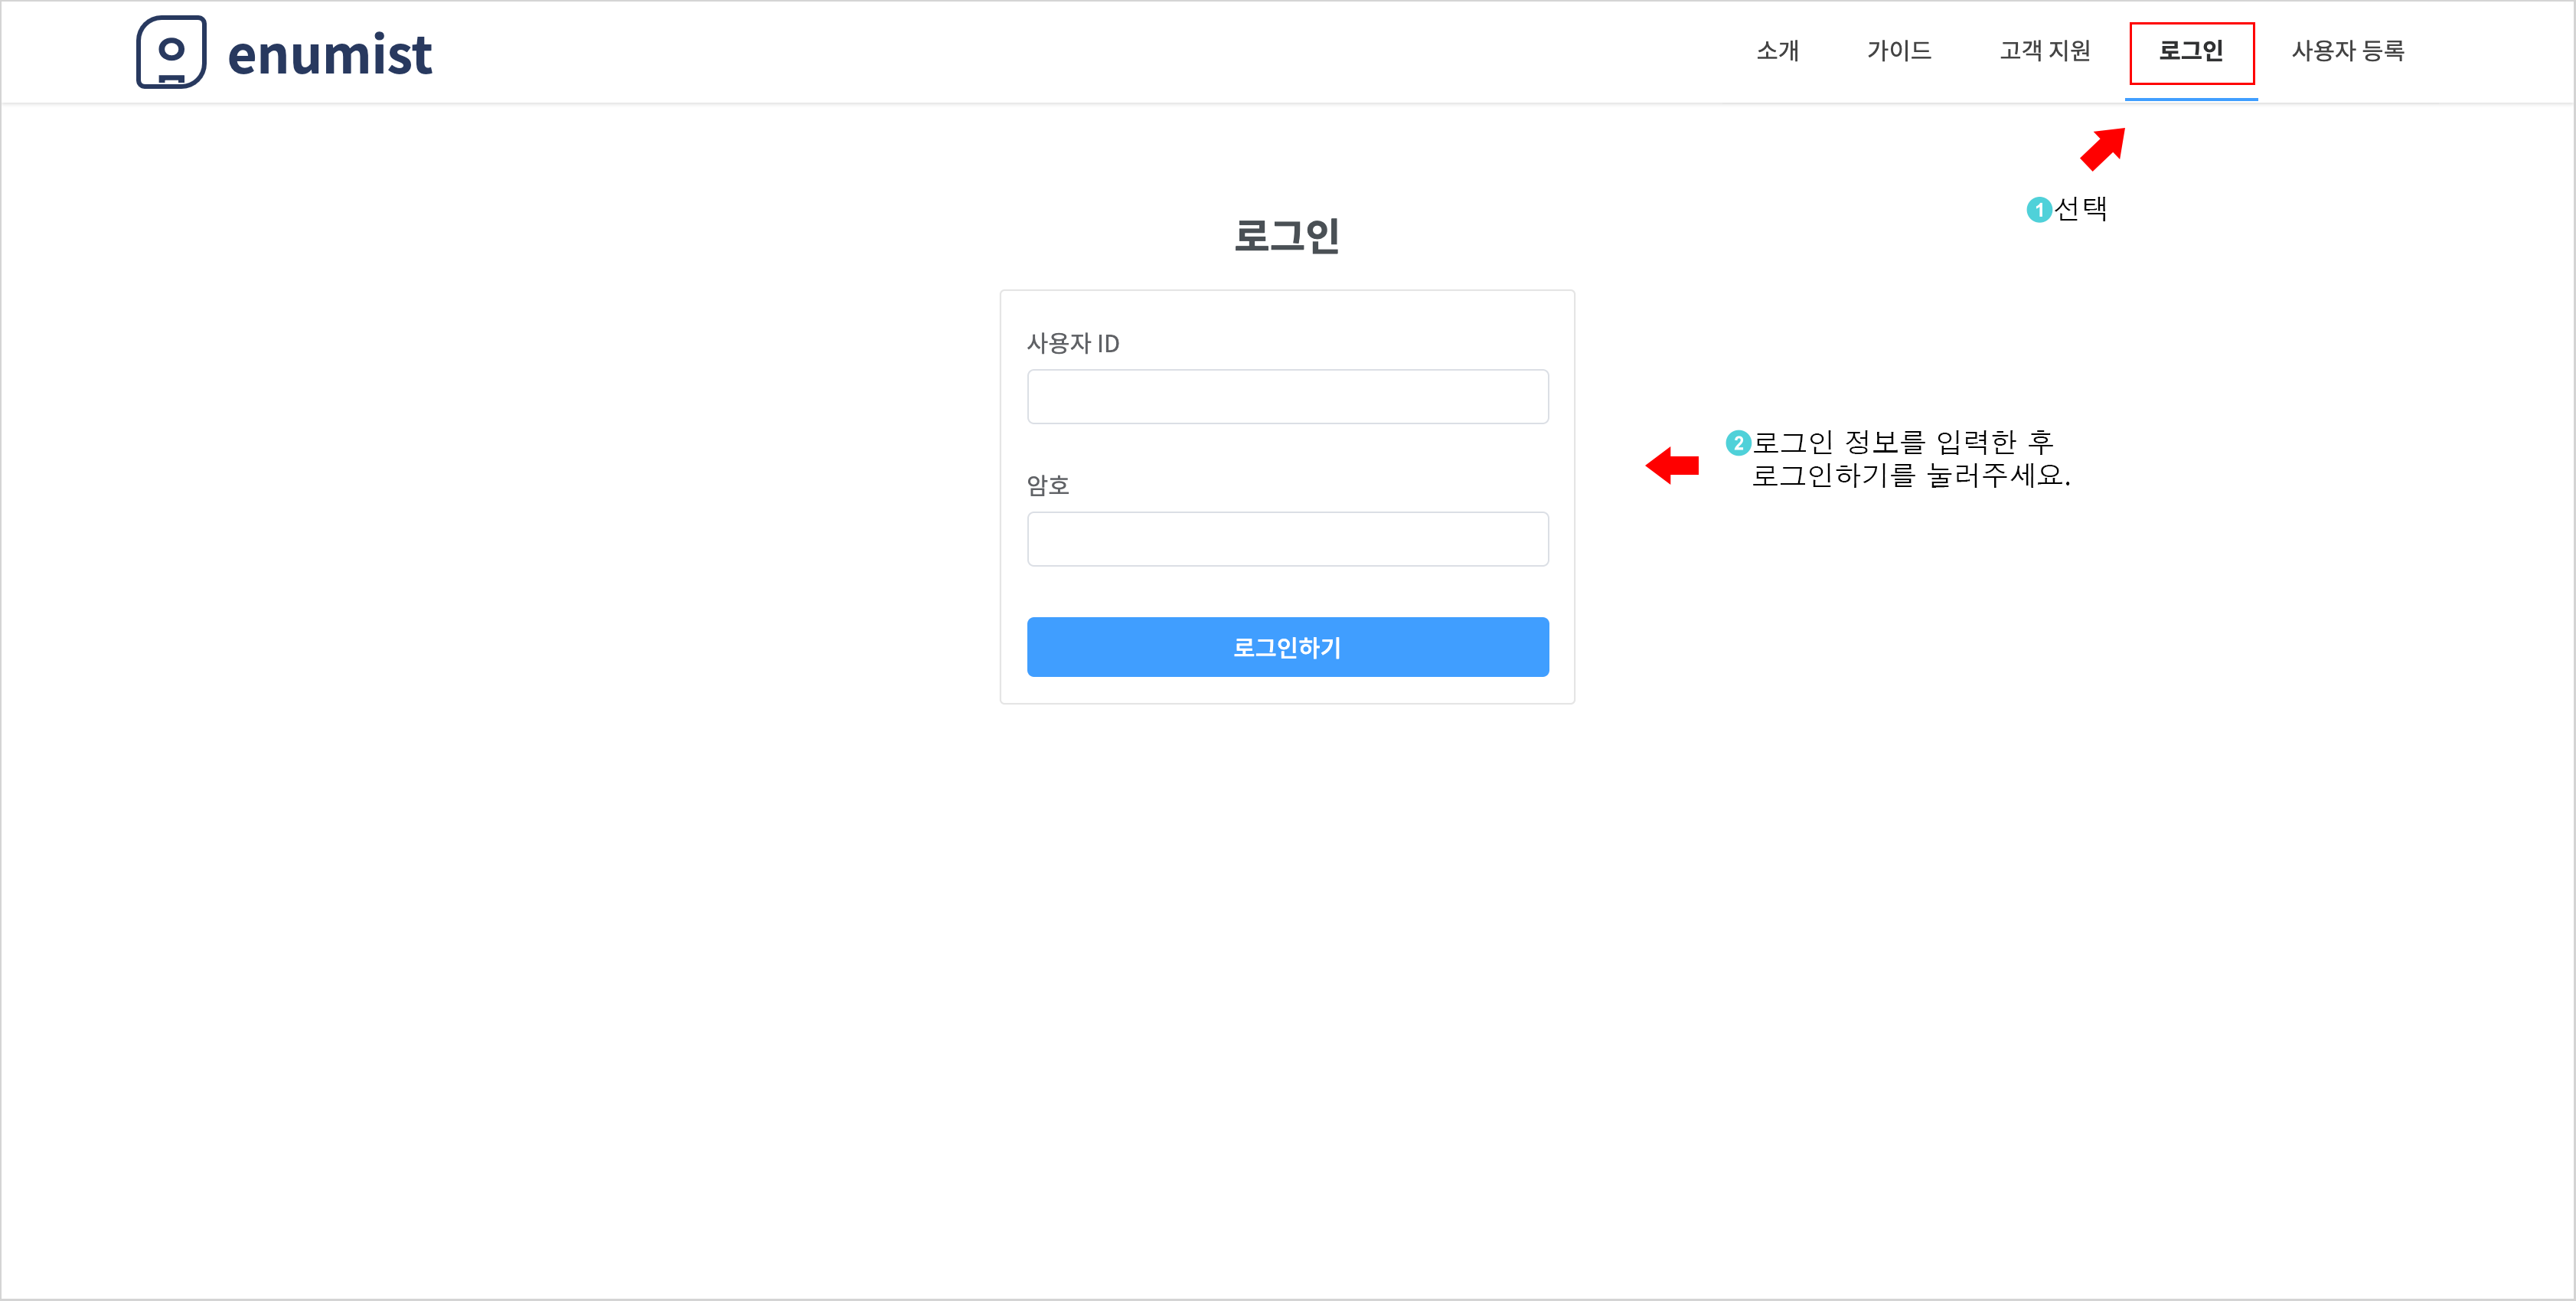 enumist
소개 가이드 고객 지원 로그인 사용자 등록
1 선택
로그인
사용자 ID
2 로그인 정보를 입력한 후
로그인하기를 눌러주세요.
암호
로그인하기